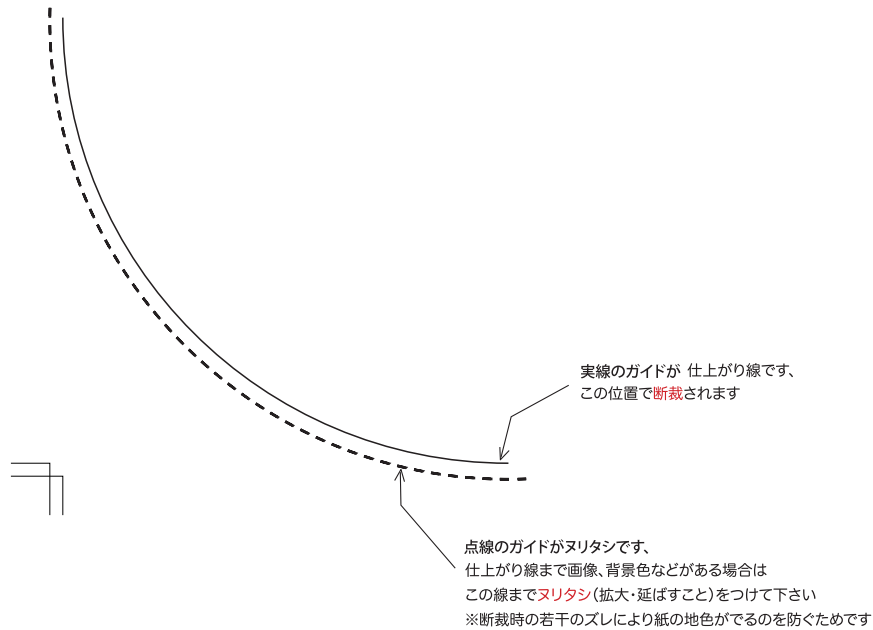 実線のガイドが 仕上がり線です、
この位置で断裁されます
点線のガイドがヌリタシです、
仕上がり線まで画像、背景色などがある場合は
この線までヌリタシ（拡大・延ばすこと）をつけて下さい
※断裁時の若干のズレにより紙の地色がでるのを防ぐためです